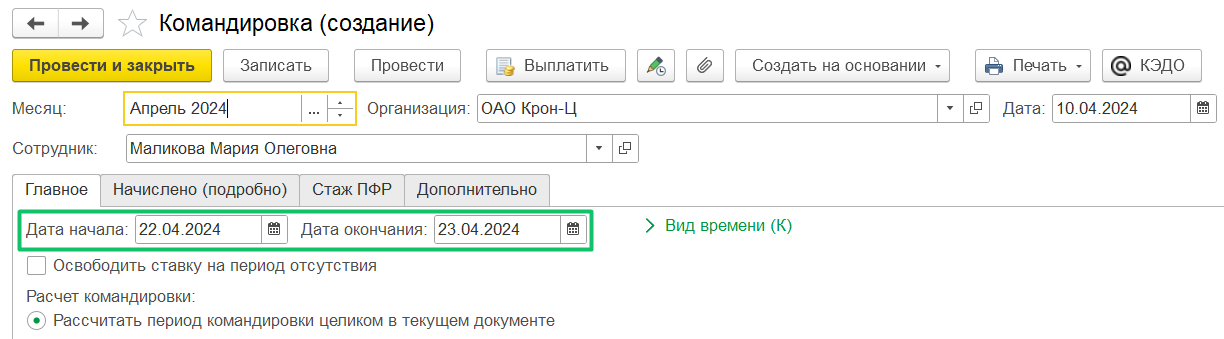 Командировка (создание)
Провести и закрыть Записать Провести Выплатить Создать на основании Печать КЭДО
Месяц: Апрель 2024 ... Организация: ОАО Крон-Ц Дата: 10.04.2024
Сотрудник: Маликова Мария Олеговна
Главное Начислено (подробно) Стаж ПФР Дополнительно
Дата начала: 22.04.2024 Дата окончания: 23.04.2024 Вид времени (К)
Освободить ставку на период отсутствия
Расчет командировки:
Рассчитать период командировки целиком в текущем документе